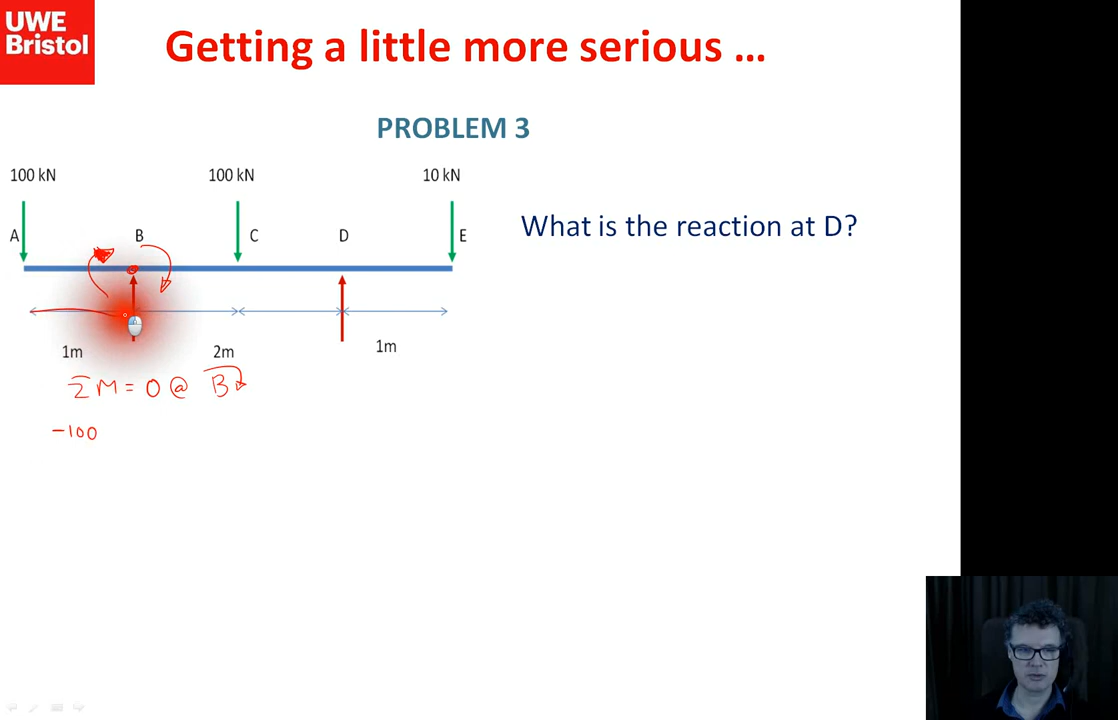 UWE
Bristol
Getting a little more serious ...
PROBLEM 3
100 kN 100 kN 10 kN
What is the reaction at D?
A B C D E
1m 2m 1m
ΣM = 0 @ B
-100